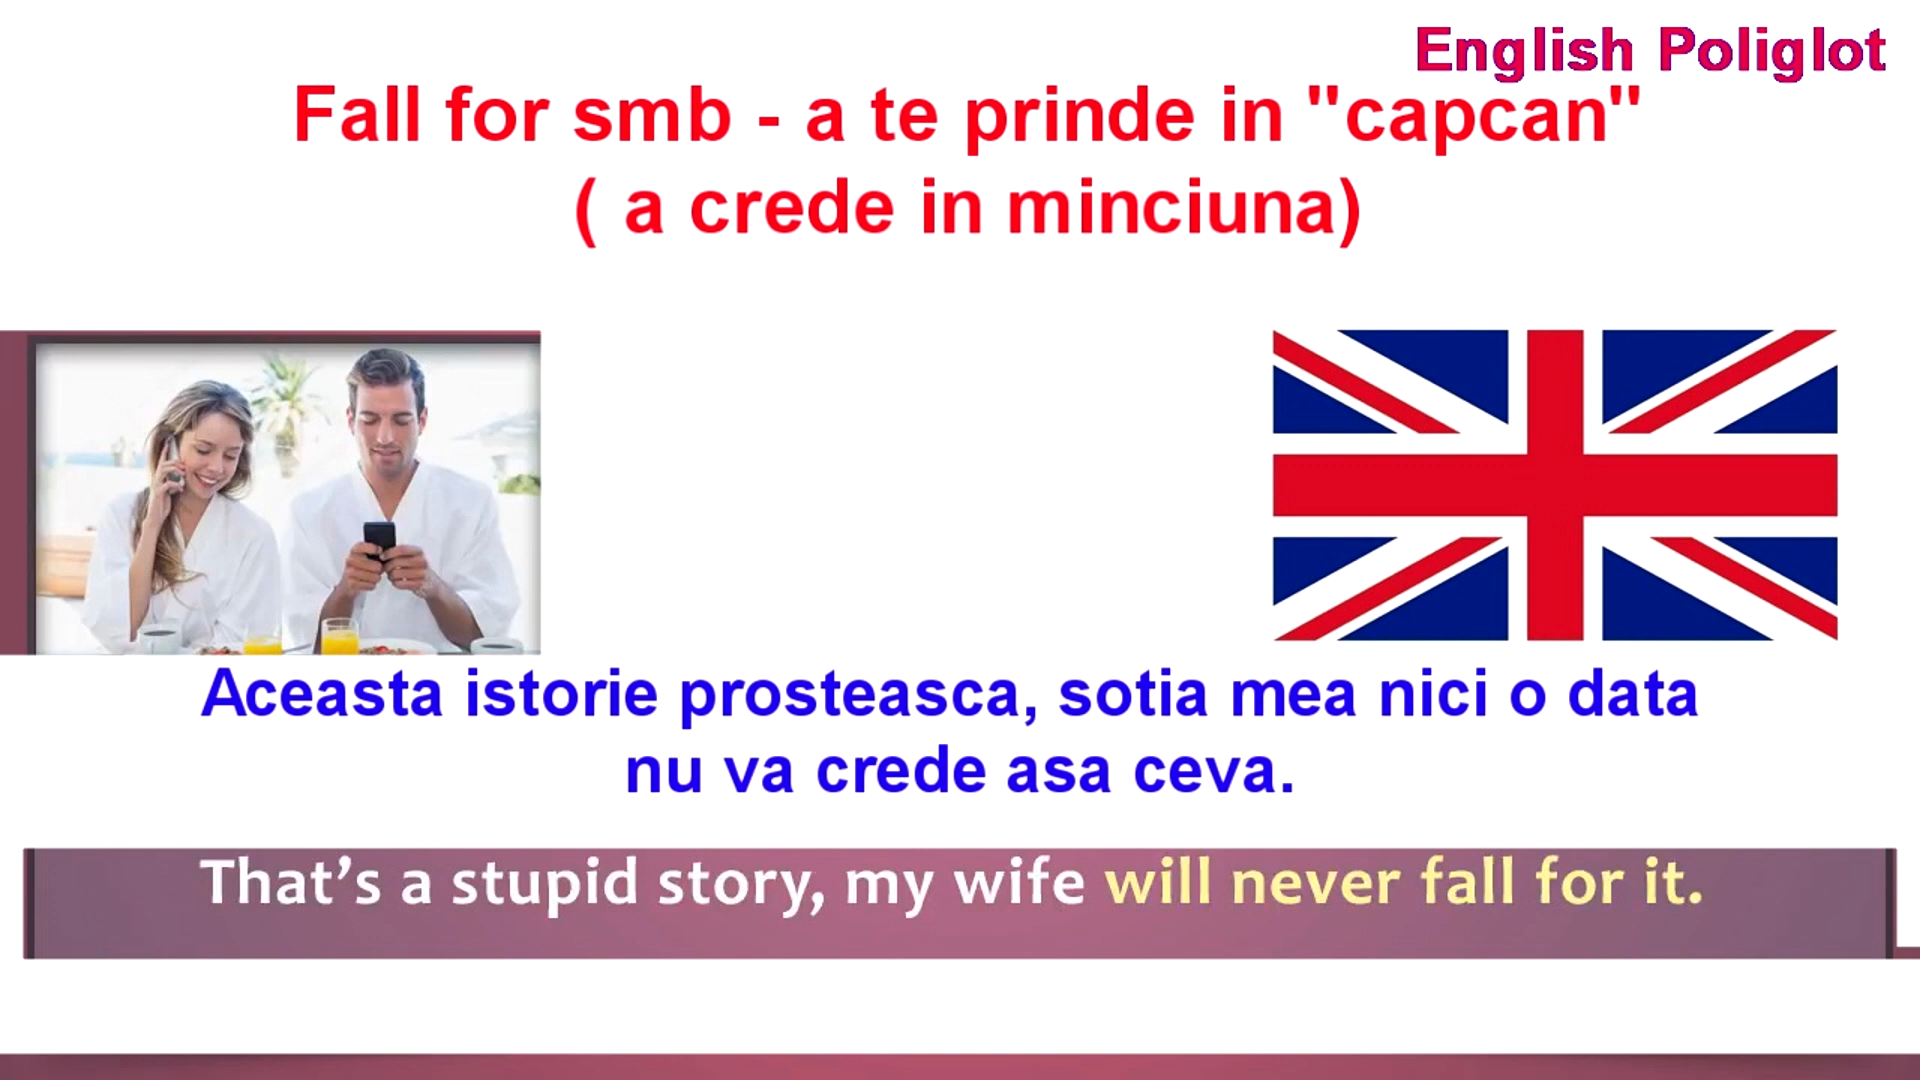 English Poliglot
Fall for smb - a te prinde in "capcan"
( a crede in minciuna)
Aceasta istorie prosteasca, sotia mea nici o data
nu va crede asa ceva.
That's a stupid story, my wife will never fall for it.